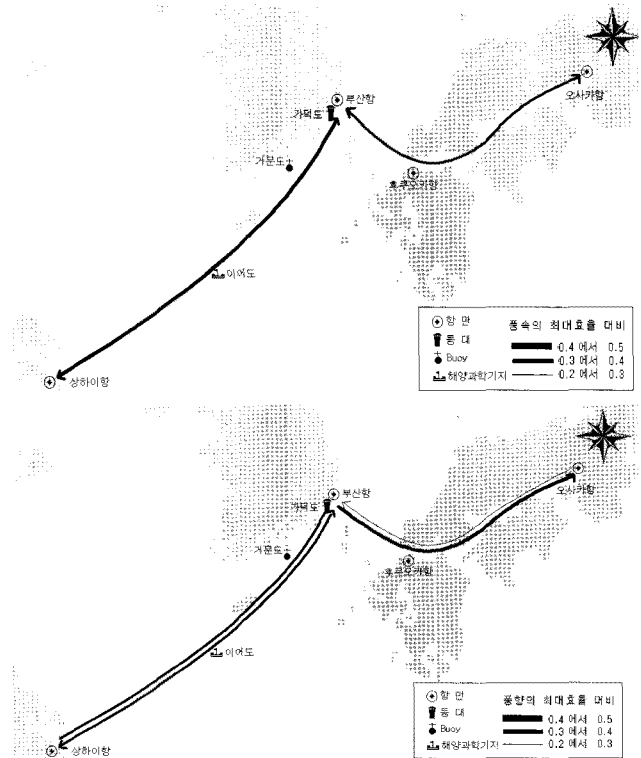 부산항
가덕도
오사카항
거문도
후쿠오카항
이어도
상하이항
항만
등대
Buoy
해양과학기지
풍속의 최대효율 대비
0.4 에서 0.5
0.3 에서 0.4
0.2 에서 0.3
부산항
가덕도
오사카항
거문도
후쿠오카항
이어도
상하이항
항만
등대
Buoy
해양과학기지
풍향의 최대효율 대비
0.4 에서 0.5
0.3 에서 0.4
0.2 에서 0.3